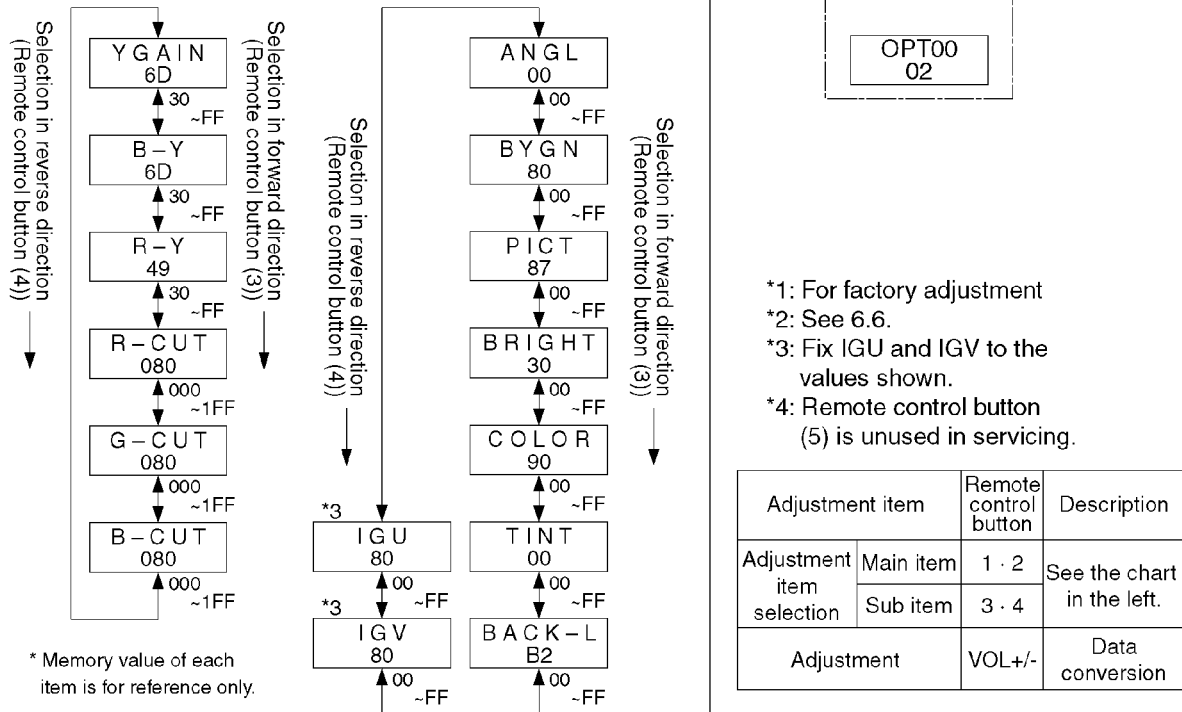 Selection in reverse direction
(Remote control button (4))
YGAIN
6D
30
~FF
B-Y
6D
30
~FF
R-Y
49
30
~FF
R-CUT
080
000
~1FF
G-CUT
080
000
~1FF
B-CUT
080
000
~1FF
Selection in forward direction
(Remote control button (3))
* Memory value of each
item is for reference only.
Selection in reverse direction
(Remote control button (4))
*3
IGU
80
00
~FF
*3
IGV
80
00
~FF
ANGL
00
00
~FF
BYGN
80
00
~FF
PICT
87
00
~FF
BRIGHT
30
00
~FF
COLOR
90
00
~FF
TINT
00
00
~FF
BACK-L
B2
00
~FF
Selection in forward direction
(Remote control button (3))
OPT00
02
*1: For factory adjustment
*2: See 6.6.
*3: Fix IGU and IGV to the
values shown.
*4: Remote control button
(5) is unused in servicing.
Adjustment item
Remote
control
button
Description
Adjustment
item
selection
Main item
1 · 2
Sub item
3 · 4
See the chart
in the left.
Adjustment
VOL+/-
Data
conversion